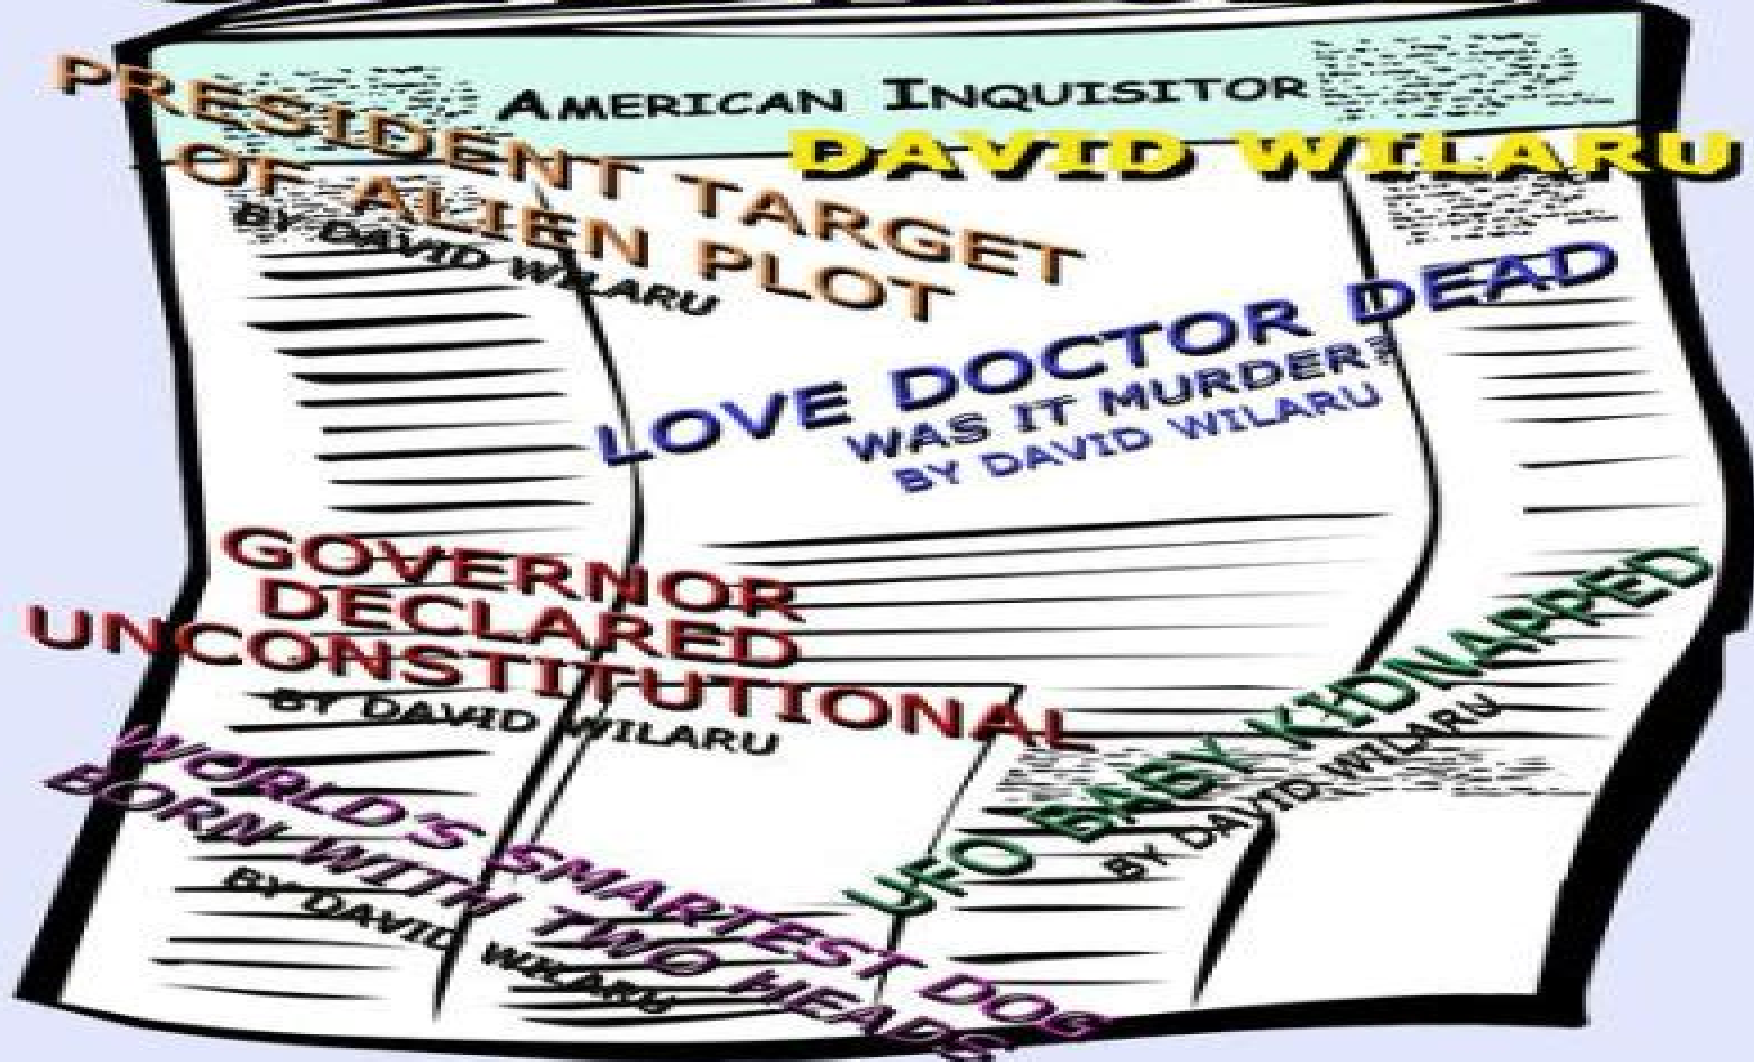 AMERICAN INQUISITOR
DAVID WILARU
PRESIDENT TARGET
OF ALIEN PLOT
BY DAVID WILARU
LOVE DOCTOR DEAD
WAS IT MURDER?
BY DAVID WILARU
GOVERNOR
DECLARED
UNCONSTITUTIONAL
BY DAVID WILARU
UFO BABY KIDNAPPED
BY DAVID WILARU
WORLD'S SMARTEST DOG
BORN WITH TWO HEADS
BY DAVID WILARU